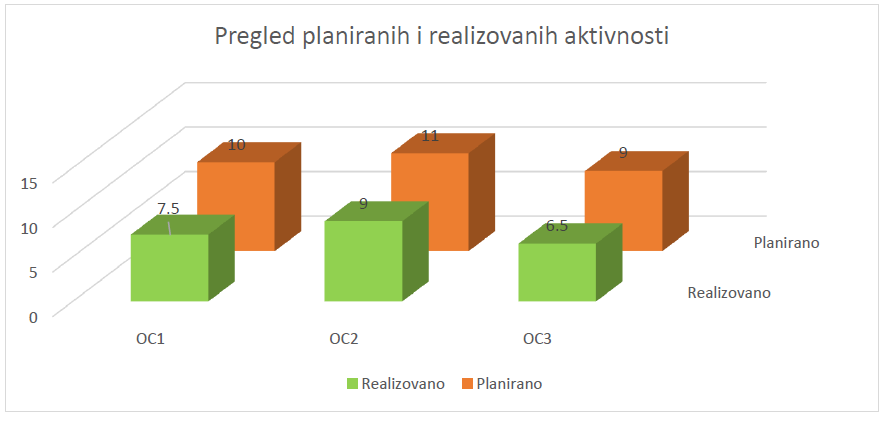 Pregled planiranih i realizovanih aktivnosti
10
11
9
15
7.5
9
6.5
10
Planirano
5
Realizovano
0
OC1
OC2
OC3
Realizovano
Planirano